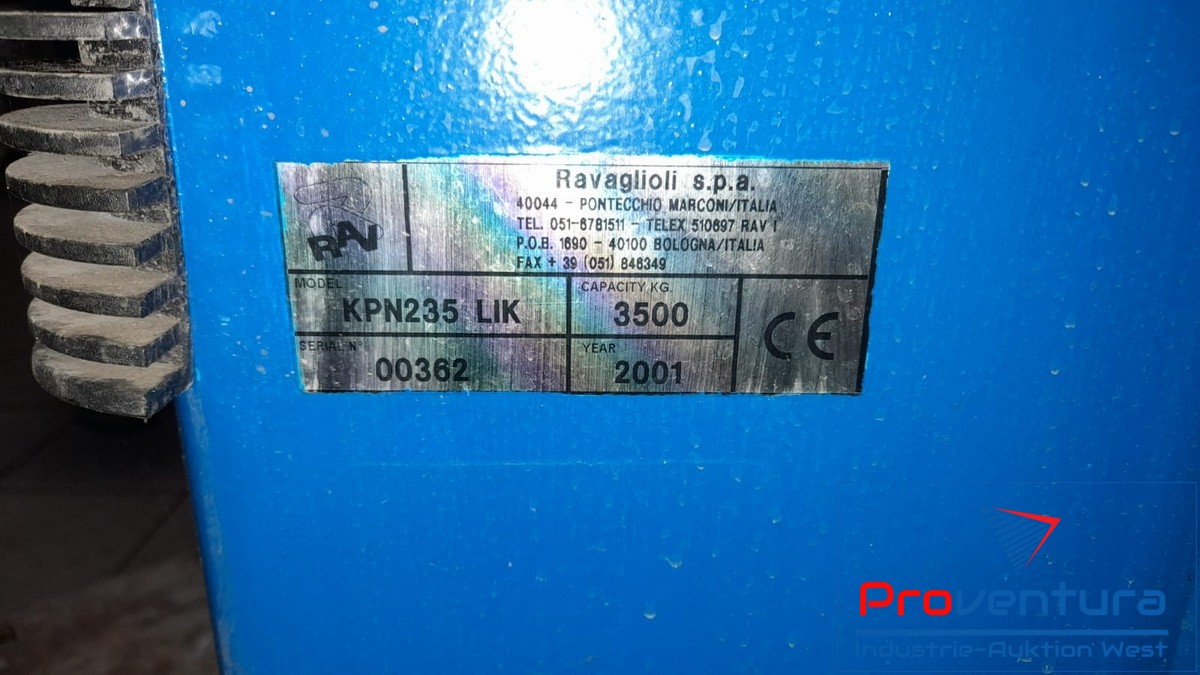 RAV
Ravaglioli s.p.a.
40044 - PONTECCHIO MARCONI/ITALIA
TEL. 051-6781511 - TELEX 510697 RAV I
P.O.B. 1690 - 40100 BOLOGNA/ITALIA
FAX + 39 (051) 846349
MODEL
KPN235 LIK
CAPACITY KG.
3500
SERIAL N°
00362
YEAR
2001
CE
Proventura
Industrie-Auktion West